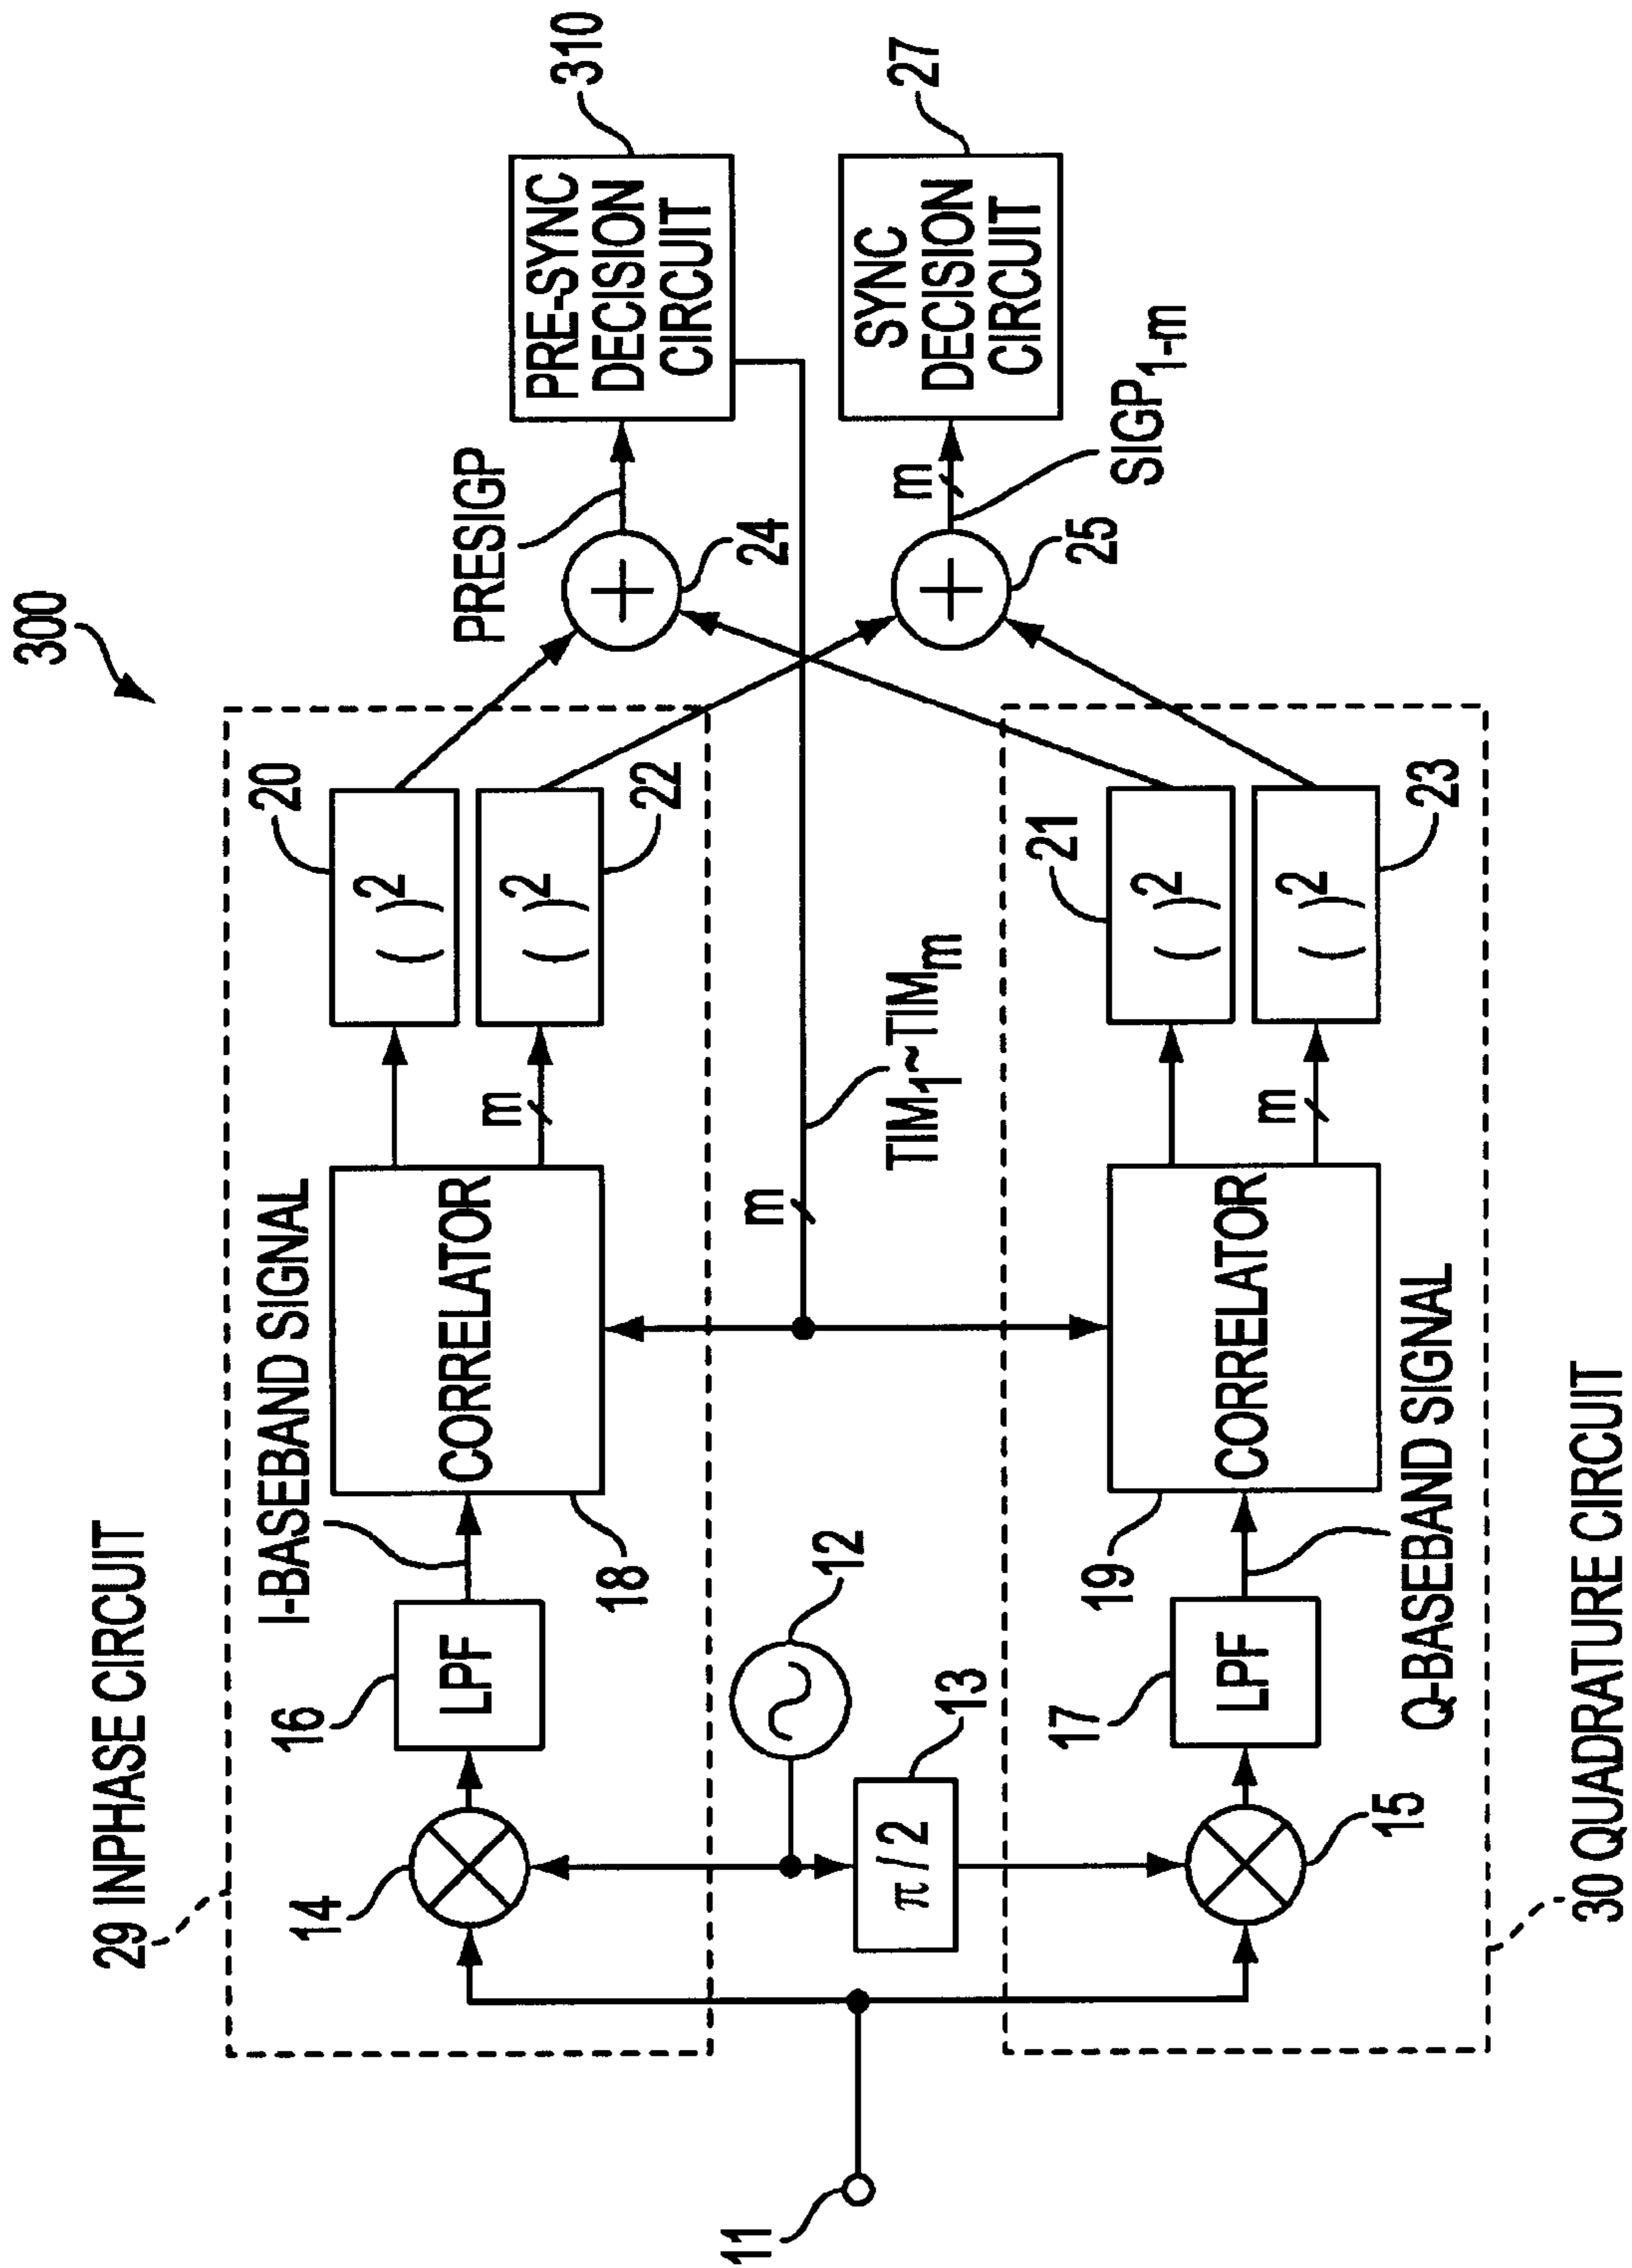 300
29 INPHASE CIRCUIT
I-BASEBAND SIGNAL
14
16
LPF
18
CORRELATOR
m
20
( )²
22
( )²
PRESIGP
24
PRE-SYNC
DECISION
CIRCUIT
310
11
12
13
π / 2
m
TIM₁~TIMₘ
25
m
SIGP₁₋ₘ
SYNC
DECISION
CIRCUIT
27
15
17
LPF
19
CORRELATOR
m
21
( )²
23
( )²
Q-BASEBAND SIGNAL
30 QUADRATURE CIRCUIT